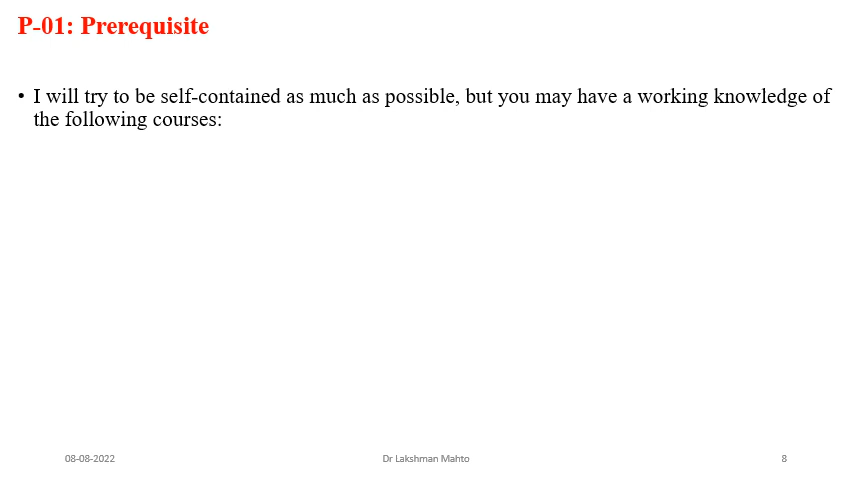 P-01: Prerequisite
• I will try to be self-contained as much as possible, but you may have a working knowledge of
the following courses:
08-08-2022
Dr Lakshman Mahto
8